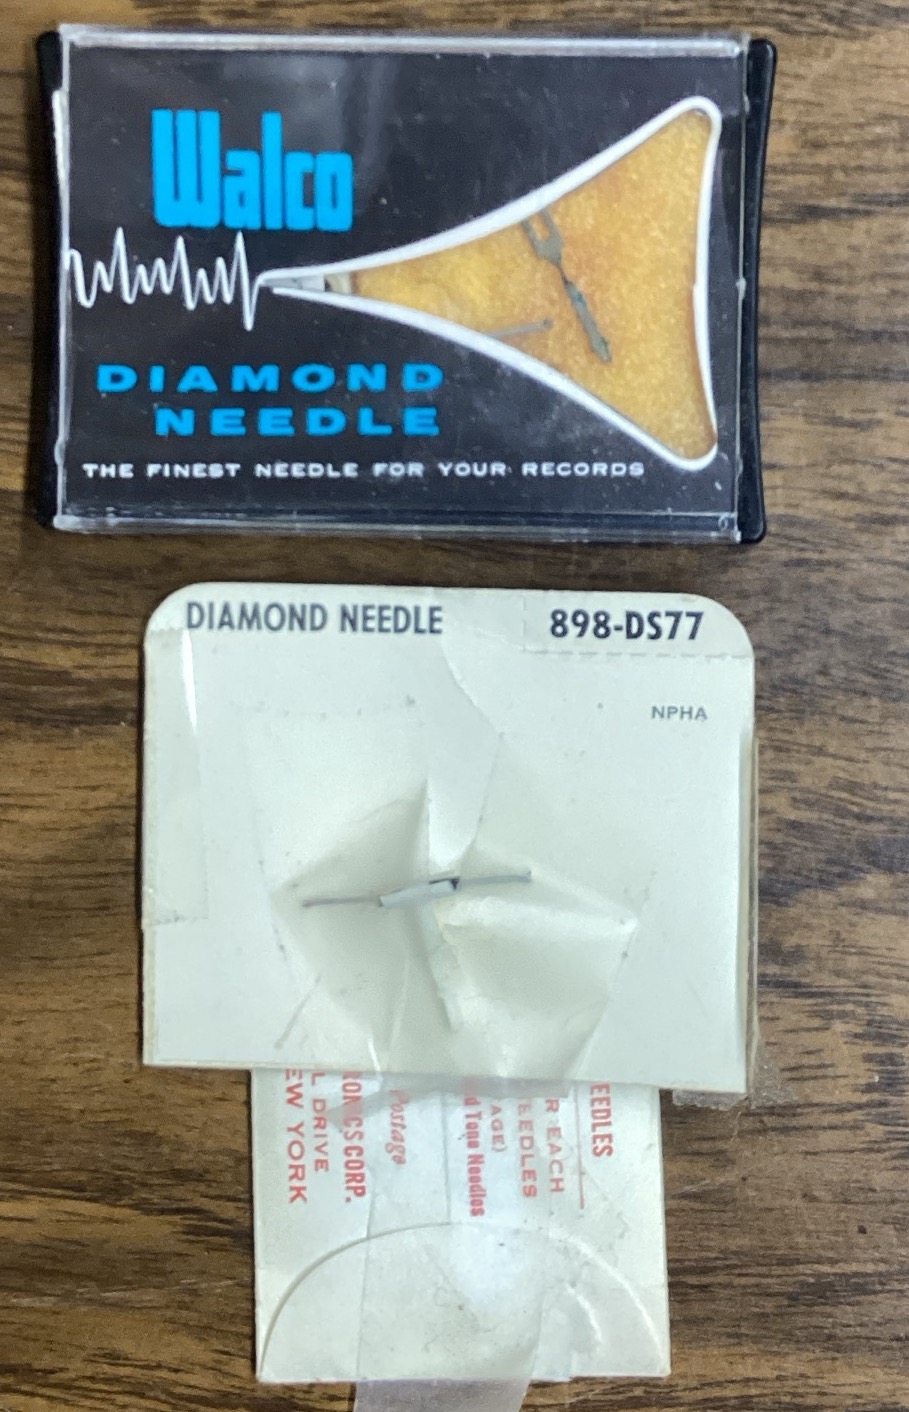 Walco
DIAMOND
NEEDLE
THE FINEST NEEDLE FOR YOUR RECORDS
DIAMOND NEEDLE 898-DS77
NPHA
EEDLES
R EACH
EEDLES
AGE)
d Tone Needles
Postage
RONICS CORP.
L DRIVE
EW YORK